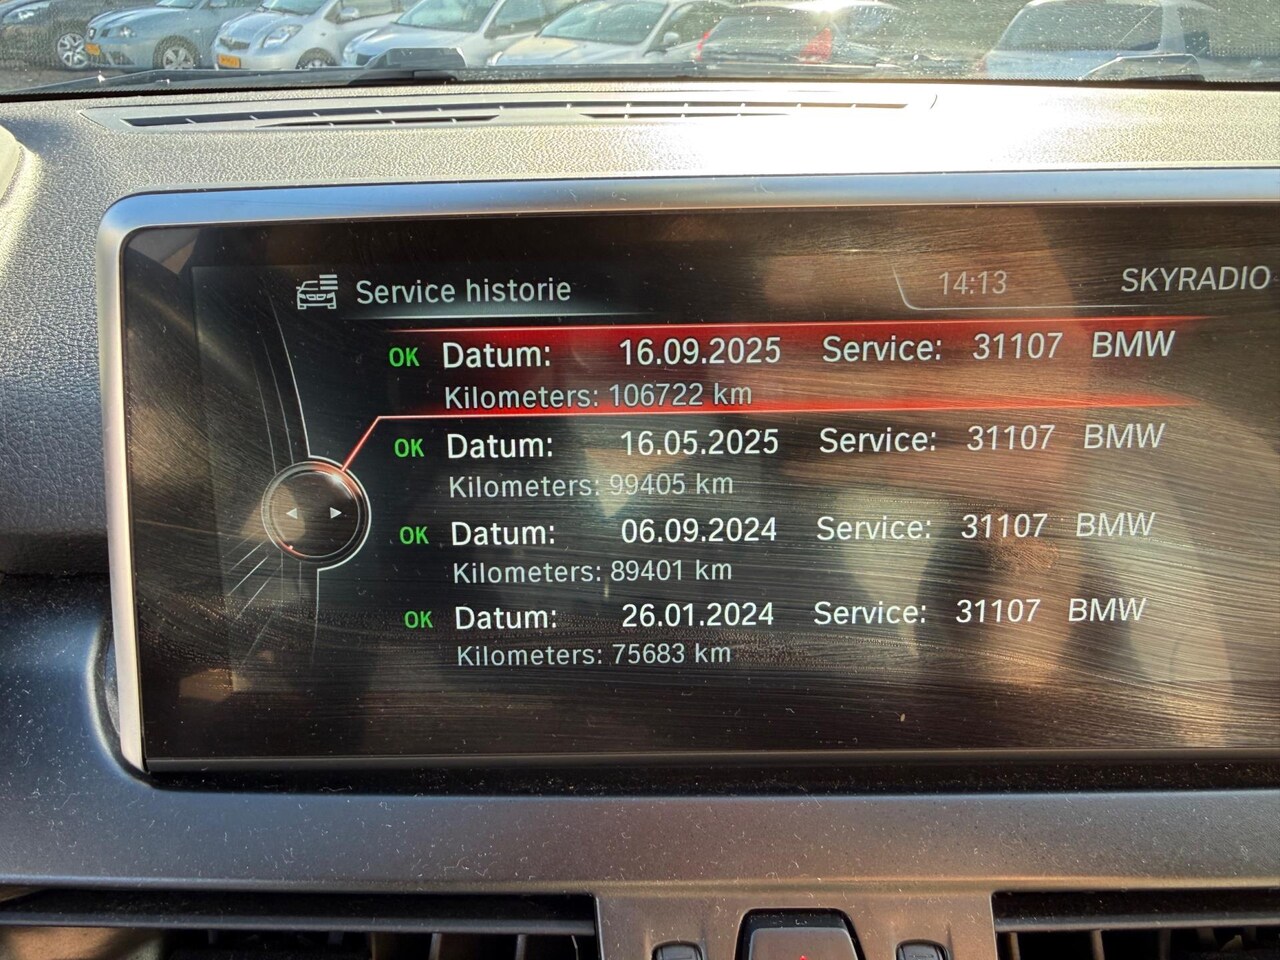 Service historie 14:13 SKYRADIO
OK Datum: 16.09.2025 Service: 31107 BMW
Kilometers: 106722 km
OK Datum: 16.05.2025 Service: 31107 BMW
Kilometers: 99405 km
OK Datum: 06.09.2024 Service: 31107 BMW
Kilometers: 89401 km
OK Datum: 26.01.2024 Service: 31107 BMW
Kilometers: 75683 km